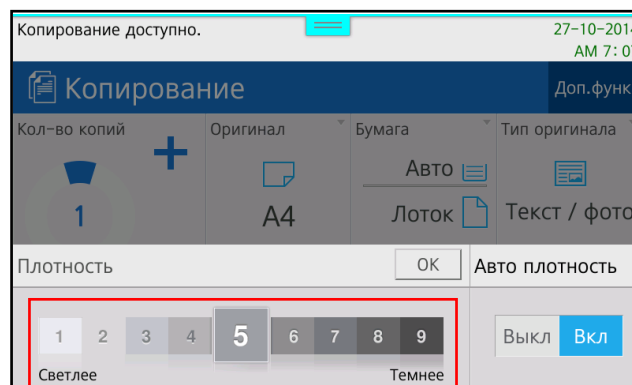 Копирование доступно.
27-10-201
AM 7: 0
Копирование
Доп.функ
Кол-во копий
Оригинал
Бумага
Тип оригинала
1
A4
Авто
Лоток
Текст / фото
Плотность
OK
Авто плотность
1 2 3 4 5 6 7 8 9
Выкл Вкл
Светлее
Темнее